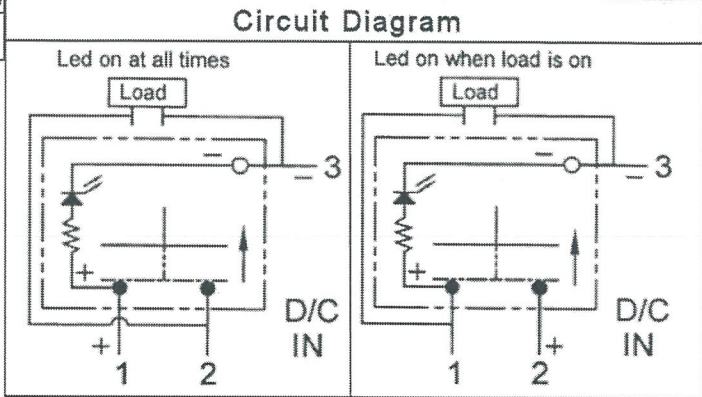 Circuit Diagram
Led on at all times
Load
−
− 3
+
D/C
IN
+
1 2
Led on when load is on
Load
−
− 3
+
D/C
IN
+
1 2